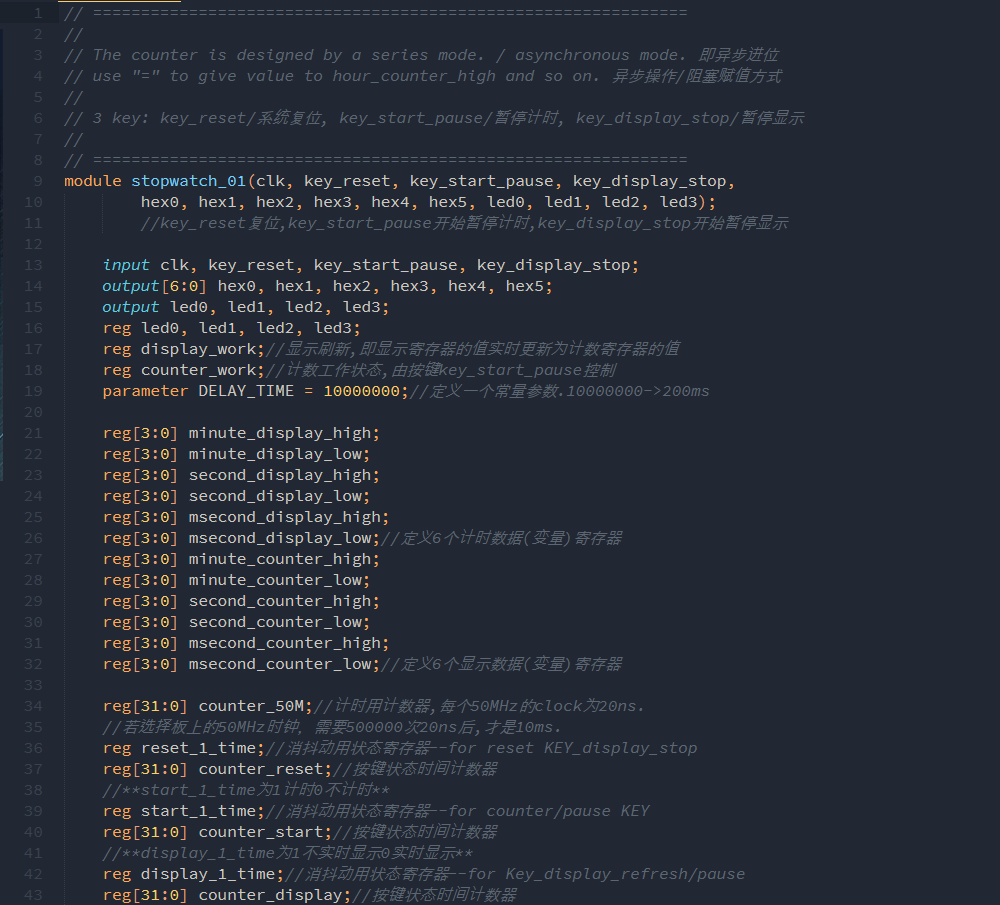 1 // ==============================================================
2 //
3 // The counter is designed by a series mode. / asynchronous mode. 即异步进位
4 // use "=" to give value to hour_counter_high and so on. 异步操作/阻塞赋值方式
5 //
6 // 3 key: key_reset/系统复位, key_start_pause/暂停计时, key_display_stop/暂停显示
7 //
8 // ==============================================================
9 module stopwatch_01(clk, key_reset, key_start_pause, key_display_stop,
10 hex0, hex1, hex2, hex3, hex4, hex5, led0, led1, led2, led3);
11 //key_reset复位,key_start_pause开始暂停计时,key_display_stop开始暂停显示
12
13 input clk, key_reset, key_start_pause, key_display_stop;
14 output[6:0] hex0, hex1, hex2, hex3, hex4, hex5;
15 output led0, led1, led2, led3;
16 reg led0, led1, led2, led3;
17 reg display_work;//显示刷新,即显示寄存器的值实时更新为计数寄存器的值
18 reg counter_work;//计数工作状态,由按键key_start_pause控制
19 parameter DELAY_TIME = 10000000;//定义一个常量参数.10000000->200ms
20
21 reg[3:0] minute_display_high;
22 reg[3:0] minute_display_low;
23 reg[3:0] second_display_high;
24 reg[3:0] second_display_low;
25 reg[3:0] msecond_display_high;
26 reg[3:0] msecond_display_low;//定义6个计时数据(变量)寄存器
27 reg[3:0] minute_counter_high;
28 reg[3:0] minute_counter_low;
29 reg[3:0] second_counter_high;
30 reg[3:0] second_counter_low;
31 reg[3:0] msecond_counter_high;
32 reg[3:0] msecond_counter_low;//定义6个显示数据(变量)寄存器
33
34 reg[31:0] counter_50M;//计时用计数器,每个50MHz的clock为20ns.
35 //若选择板上的50MHz时钟, 需要500000次20ns后,才是10ms.
36 reg reset_1_time;//消抖动用状态寄存器--for reset KEY_display_stop
37 reg[31:0] counter_reset;//按键状态时间计数器
38 //**start_1_time为1计时0不计时**
39 reg start_1_time;//消抖动用状态寄存器--for counter/pause KEY
40 reg[31:0] counter_start;//按键状态时间计数器
41 //**display_1_time为1不实时显示0实时显示**
42 reg display_1_time;//消抖动用状态寄存器--for Key_display_refresh/pause
43 reg[31:0] counter_display;//按键状态时间计数器